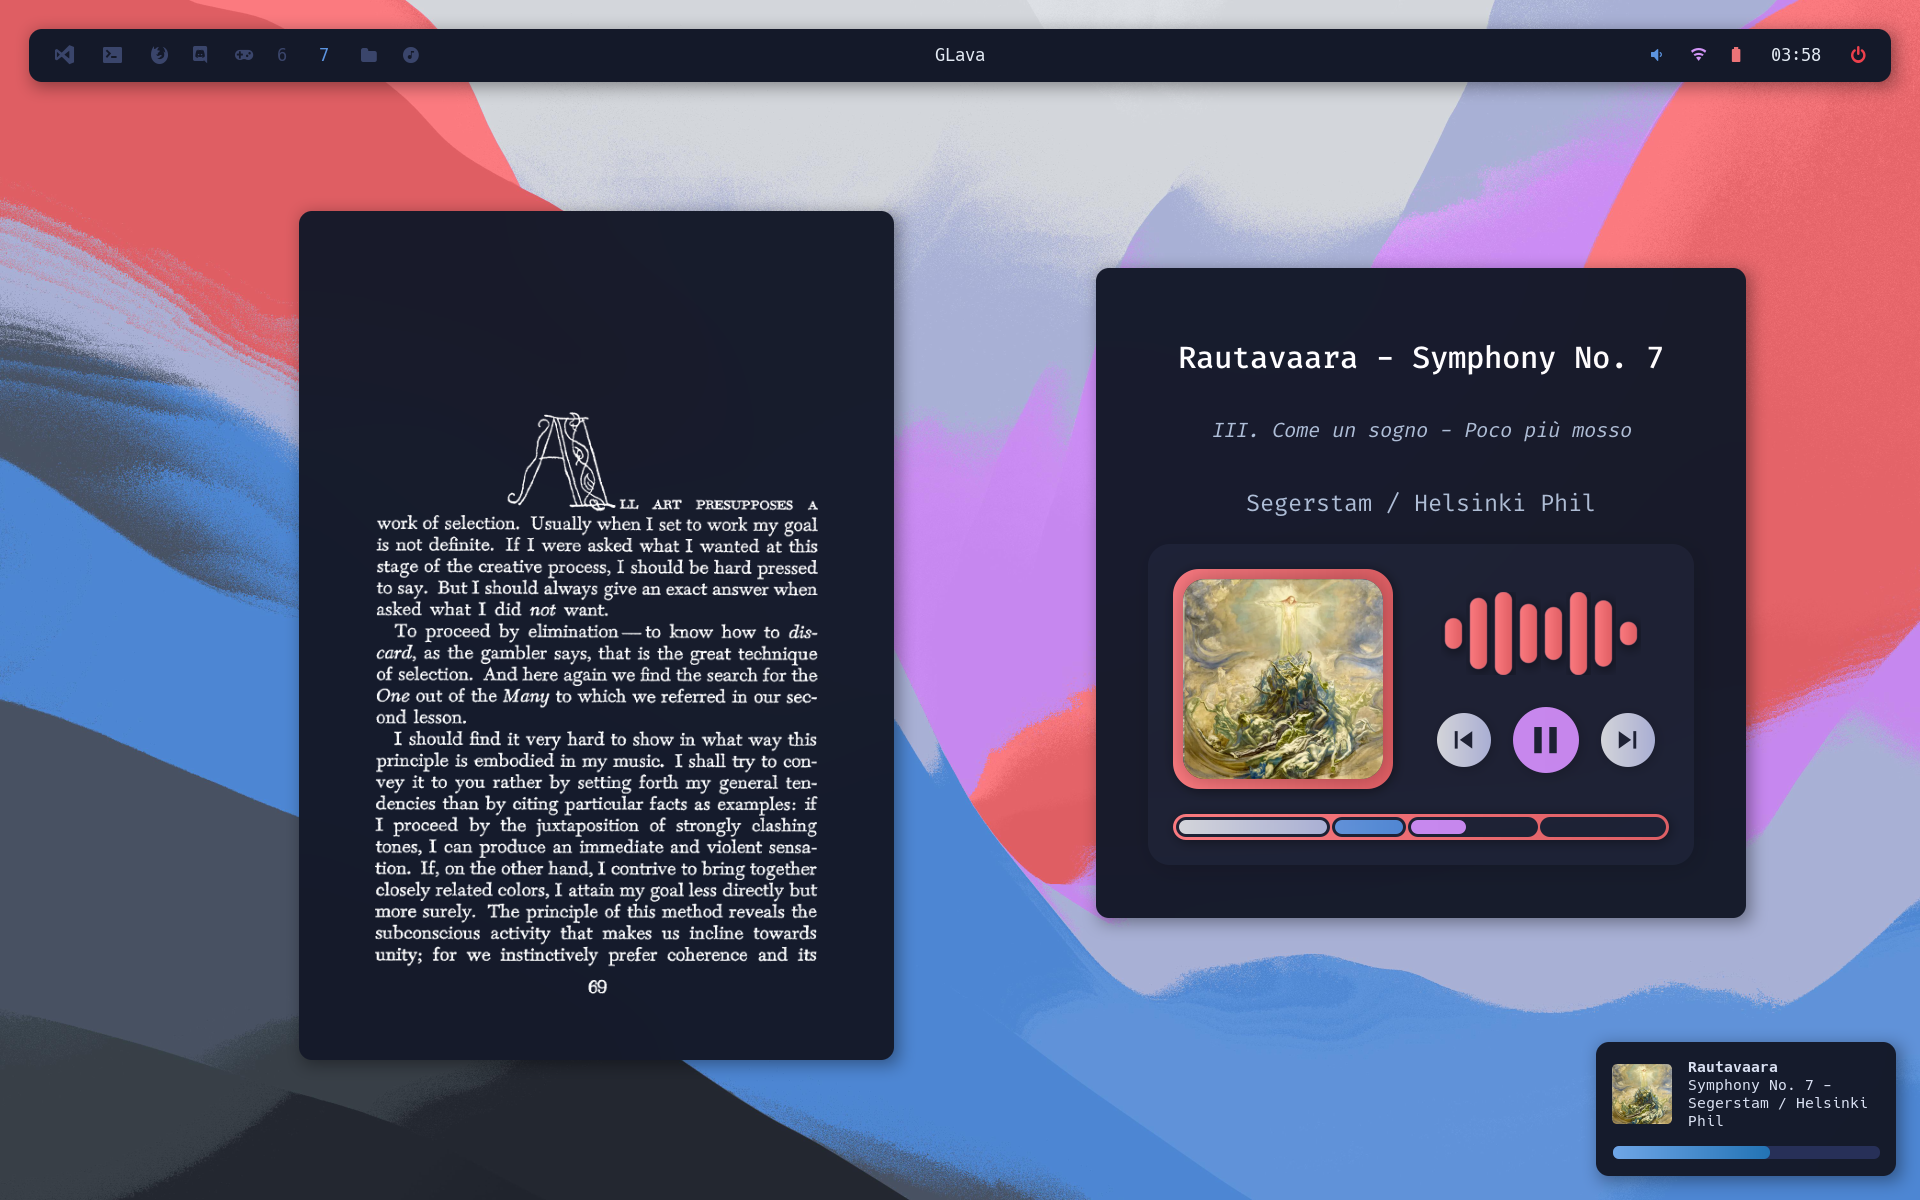 6 7
GLava
03:58
ALL ART PRESUPPOSES A
work of selection. Usually when I set to work my goal
is not definite. If I were asked what I wanted at this
stage of the creative process, I should be hard pressed
to say. But I should always give an exact answer when
asked what I did not want.
To proceed by elimination—to know how to dis-
card, as the gambler says, that is the great technique
of selection. And here again we find the search for the
One out of the Many to which we referred in our sec-
ond lesson.
I should find it very hard to show in what way this
principle is embodied in my music. I shall try to con-
vey it to you rather by setting forth my general ten-
dencies than by citing particular facts as examples: if
I proceed by the juxtaposition of strongly clashing
tones, I can produce an immediate and violent sensa-
tion. If, on the other hand, I contrive to bring together
closely related colors, I attain my goal less directly but
more surely. The principle of this method reveals the
subconscious activity that makes us incline towards
unity; for we instinctively prefer coherence and its
69
Rautavaara - Symphony No. 7
III. Come un sogno - Poco più mosso
Segerstam / Helsinki Phil
Rautavaara
Symphony No. 7 -
Segerstam / Helsinki
Phil